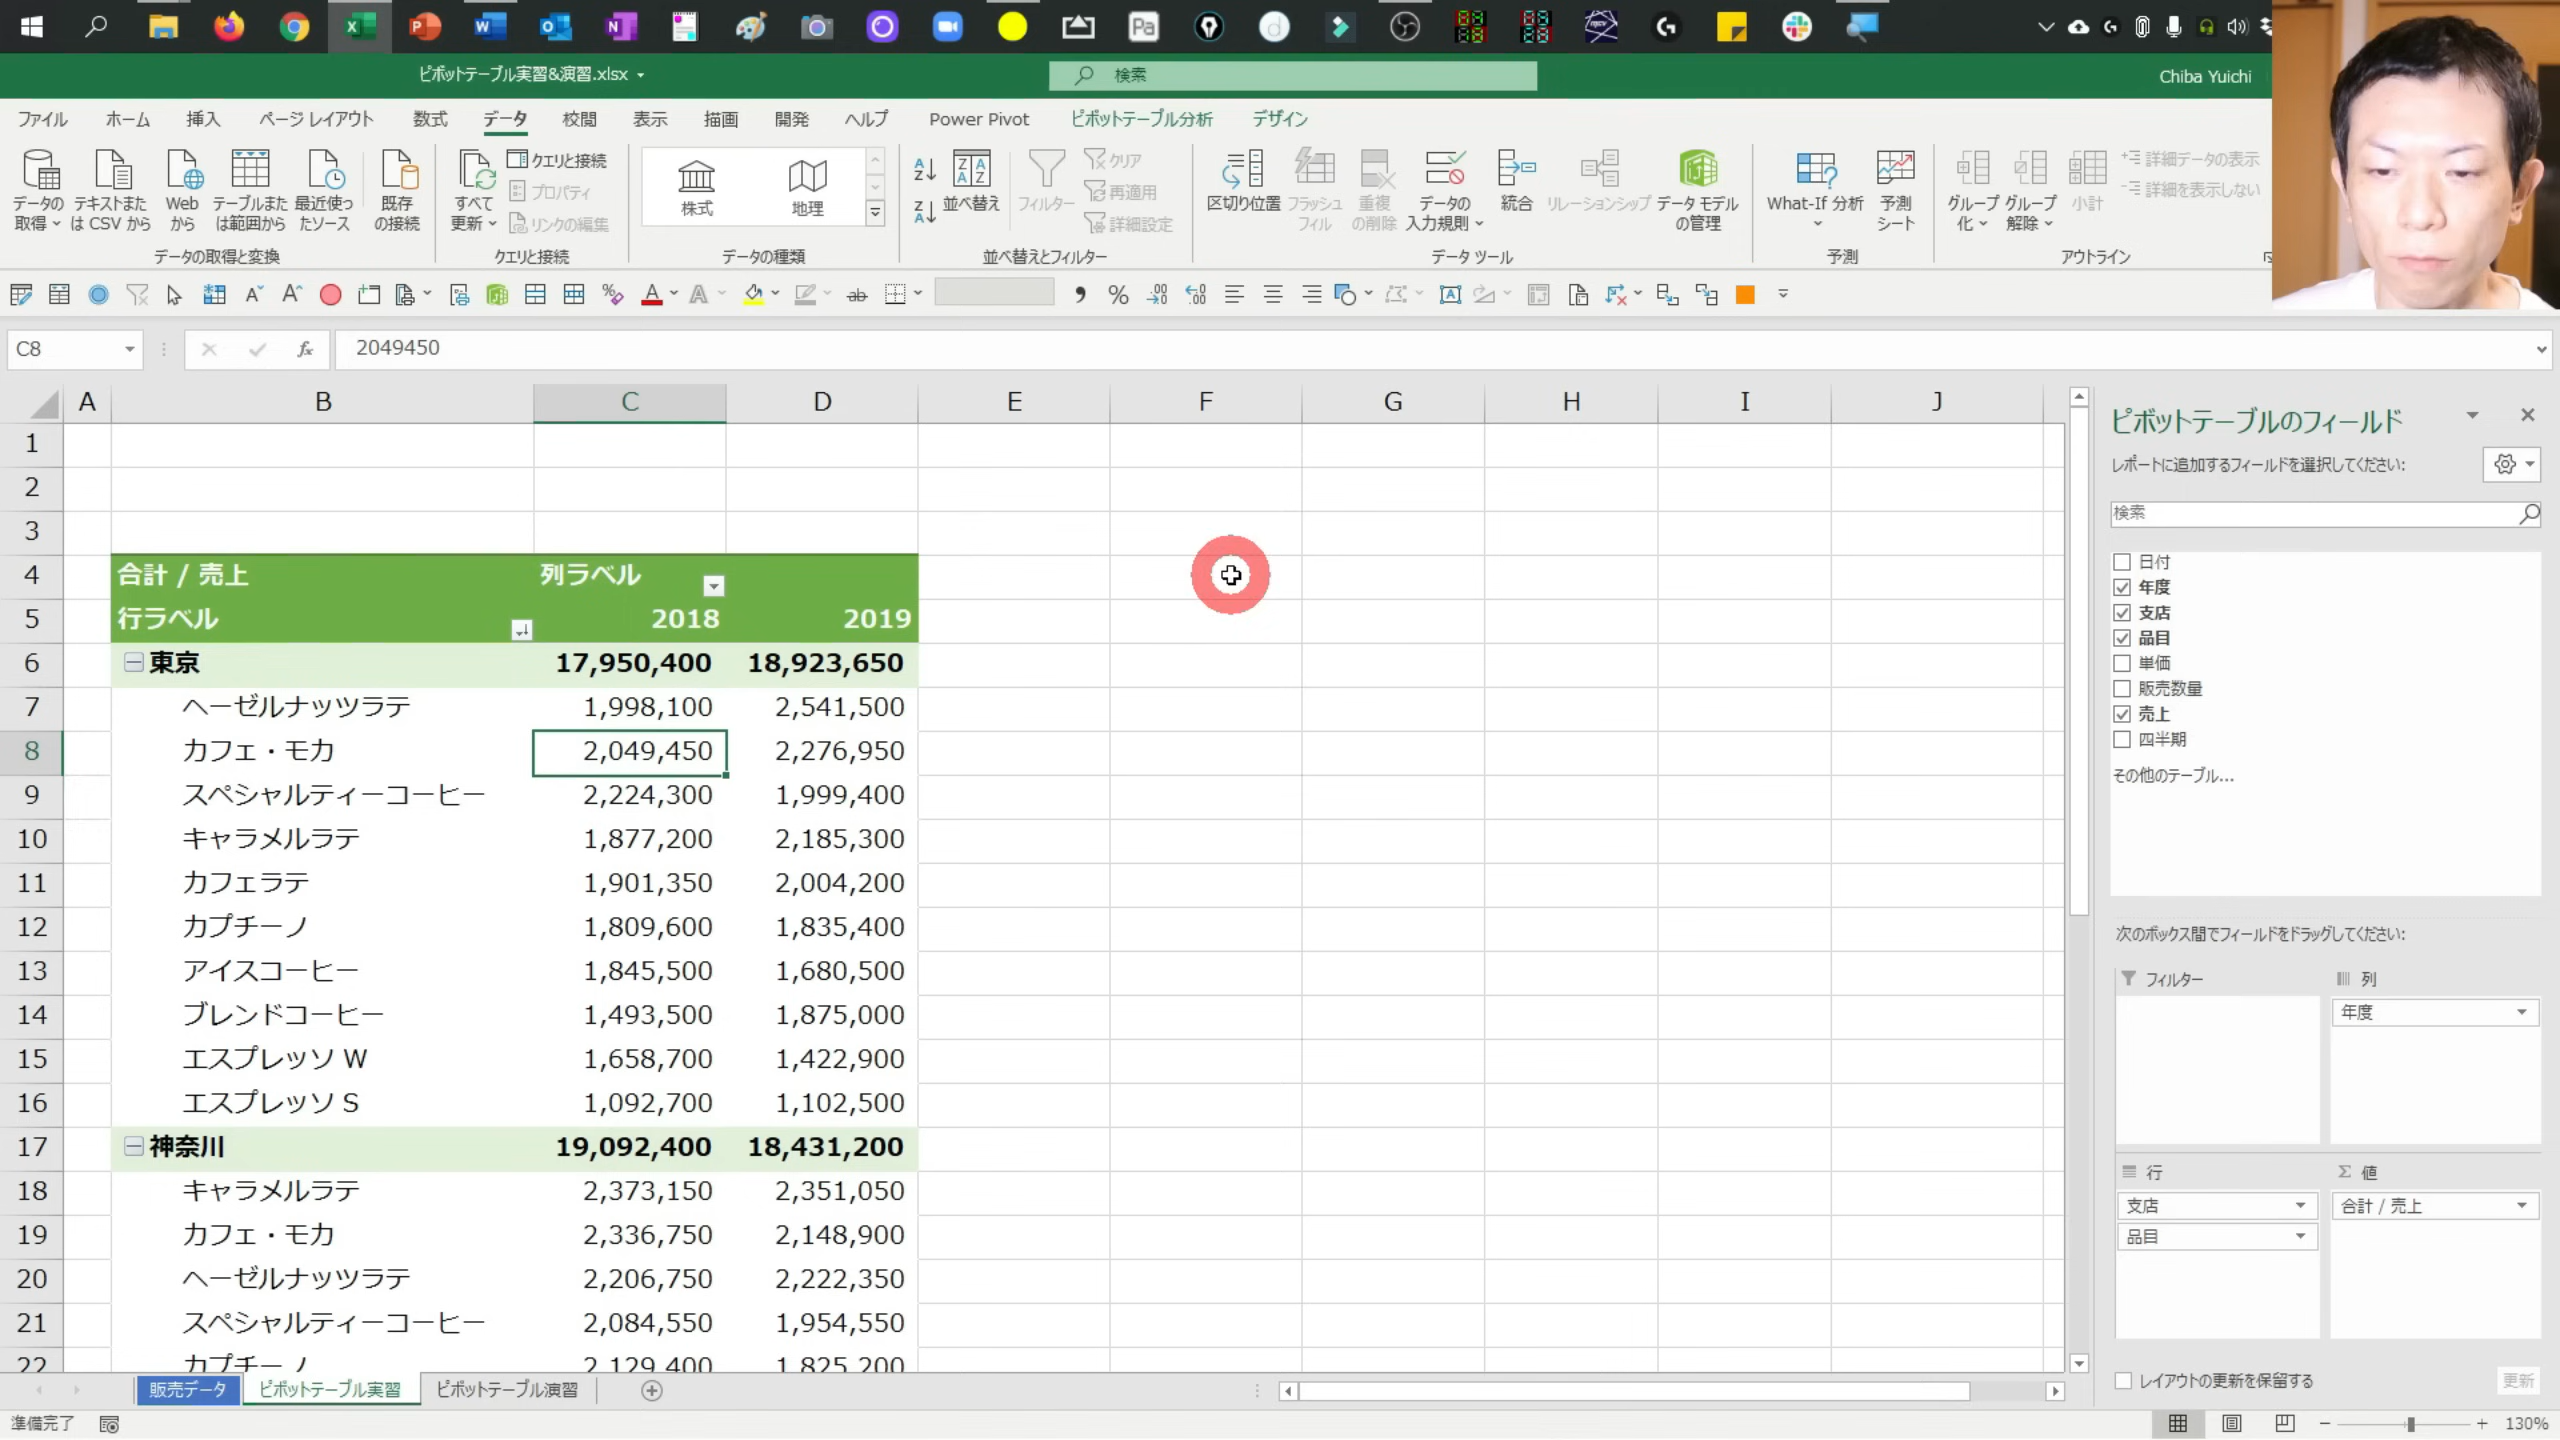 ピボットテーブル実習&演習.xlsx
検索
Chiba Yuichi
ファイル ホーム 挿入 ページ レイアウト 数式 データ 校閲 表示 描画 開発 ヘルプ Power Pivot ピボットテーブル分析 デザイン
データの取得
テキストまたは CSV から
Web から
テーブルまたは範囲から
最近使ったソース
既存の接続
データの取得と変換
すべて更新
クエリと接続
プロパティ
リンクの編集
クエリと接続
株式
地理
データの種類
並べ替え
フィルター
クリア
再適用
詳細設定
並べ替えとフィルター
区切り位置
フラッシュ フィル
重複の削除
データの入力規則
統合
リレーションシップ
データ モデルの管理
データ ツール
What-If 分析
予測シート
予測
グループ化
グループ解除
小計
詳細データの表示
詳細を表示しない
アウトライン
C8
2049450
A B C D E F G H I J
1
2
3
4 合計 / 売上 列ラベル
5 行ラベル 2018 2019
6 東京 17,950,400 18,923,650
7 ヘーゼルナッツラテ 1,998,100 2,541,500
8 カフェ・モカ 2,049,450 2,276,950
9 スペシャルティーコーヒー 2,224,300 1,999,400
10 キャラメルラテ 1,877,200 2,185,300
11 カフェラテ 1,901,350 2,004,200
12 カプチーノ 1,809,600 1,835,400
13 アイスコーヒー 1,845,500 1,680,500
14 ブレンドコーヒー 1,493,500 1,875,000
15 エスプレッソ W 1,658,700 1,422,900
16 エスプレッソ S 1,092,700 1,102,500
17 神奈川 19,092,400 18,431,200
18 キャラメルラテ 2,373,150 2,351,050
19 カフェ・モカ 2,336,750 2,148,900
20 ヘーゼルナッツラテ 2,206,750 2,222,350
21 スペシャルティーコーヒー 2,084,550 1,954,550
22 カプチーノ 2,129,400 1,825,200
ピボットテーブルのフィールド
レポートに追加するフィールドを選択してください:
検索
日付
年度
支店
品目
単価
販売数量
売上
四半期
その他のテーブル...
次のボックス間でフィールドをドラッグしてください:
フィルター
列
年度
行
支店
品目
Σ 値
合計 / 売上
レイアウトの更新を保留する
更新
販売データ ピボットテーブル実習 ピボットテーブル演習
準備完了
130%